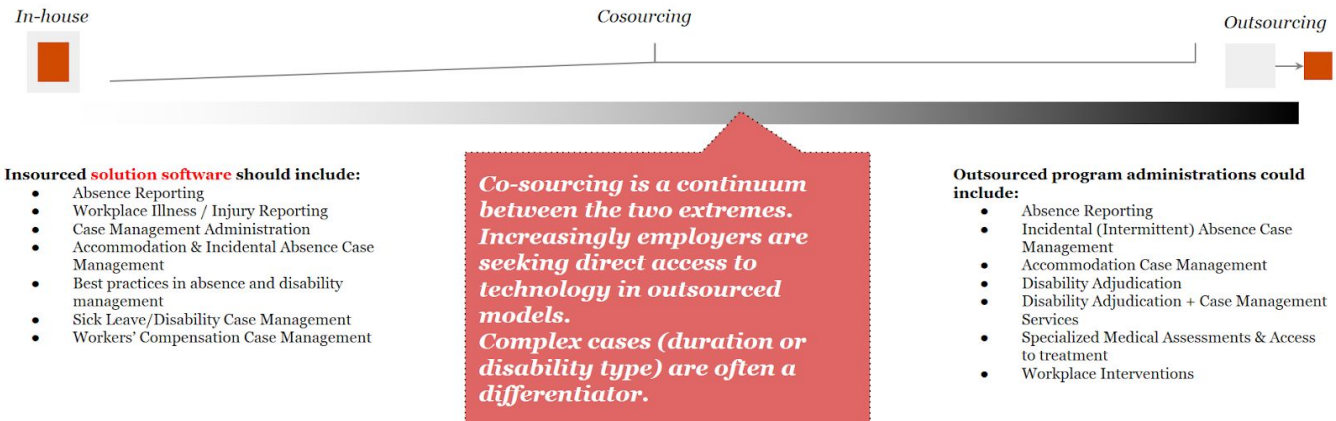 In-house
Cosourcing
Outsourcing
Insourced solution software should include:
● Absence Reporting
● Workplace Illness / Injury Reporting
● Case Management Administration
● Accommodation & Incidental Absence Case
Management
● Best practices in absence and disability
management
● Sick Leave/Disability Case Management
● Workers' Compensation Case Management
Co-sourcing is a continuum
between the two extremes.
Increasingly employers are
seeking direct access to
technology in outsourced
models.
Complex cases (duration or
disability type) are often a
differentiator.
Outsourced program administrations could
include:
● Absence Reporting
● Incidental (Intermittent) Absence Case
Management
● Accommodation Case Management
● Disability Adjudication
● Disability Adjudication + Case Management
Services
● Specialized Medical Assessments & Access
to treatment
● Workplace Interventions